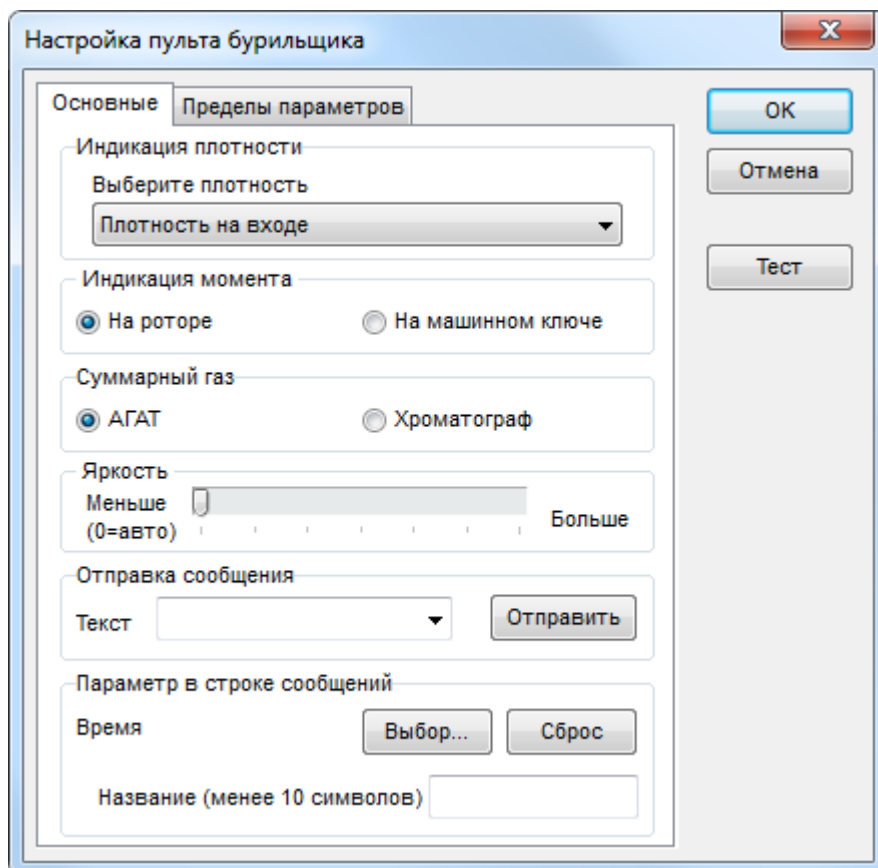 Настройка пульта бурильщика
Основные
Пределы параметров
OK
Индикация плотности
Отмена
Выберите плотность
Плотность на входе
Тест
Индикация момента
На роторе
На машинном ключе
Суммарный газ
АГАТ
Хроматограф
Яркость
Меньше
(0=авто)
Больше
Отправка сообщения
Текст
Отправить
Параметр в строке сообщений
Время
Выбор...
Сброс
Название (менее 10 символов)